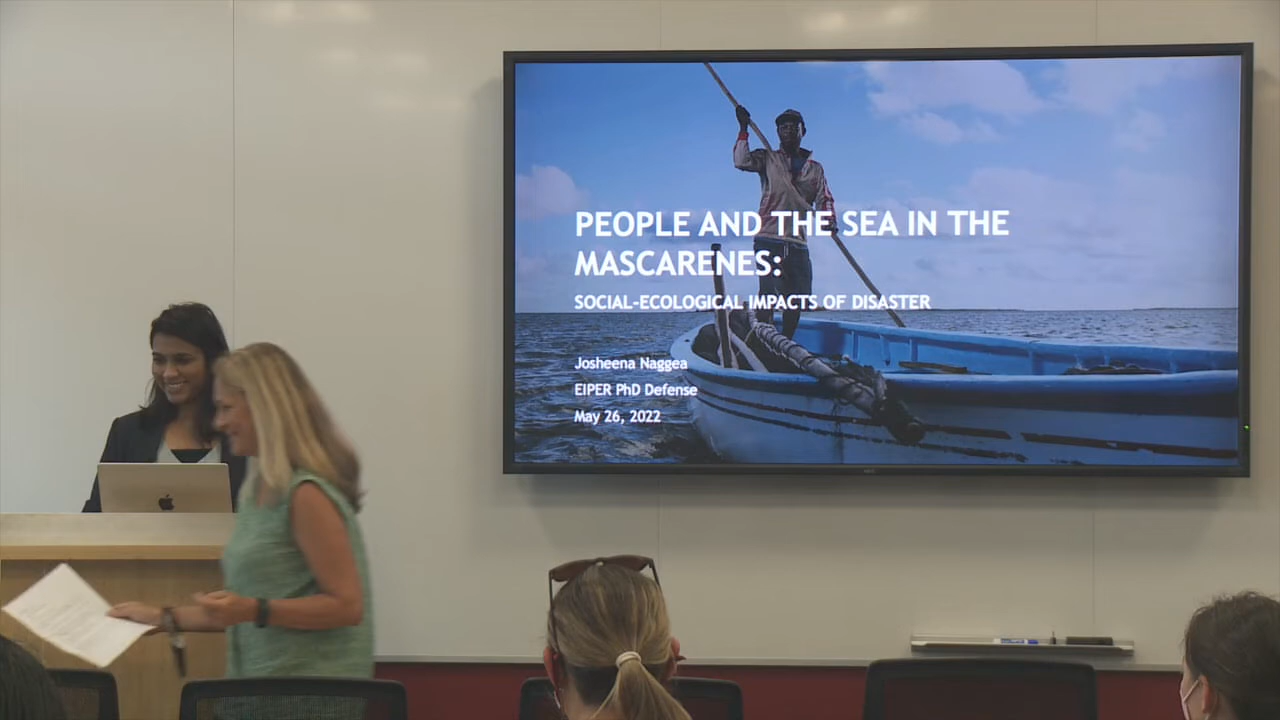 PEOPLE AND THE SEA IN THE
MASCARENES:
SOCIAL-ECOLOGICAL IMPACTS OF DISASTER
Josheena Naggea
EIPER PhD Defense
May 26, 2022